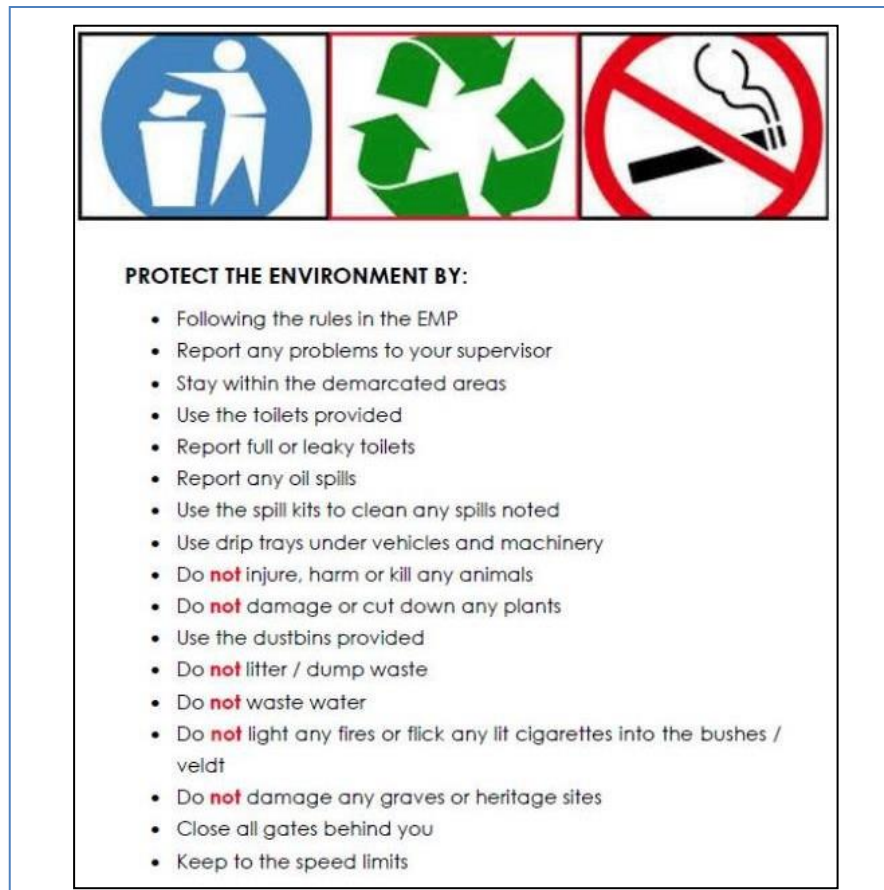 PROTECT THE ENVIRONMENT BY:
• Following the rules in the EMP
• Report any problems to your supervisor
• Stay within the demarcated areas
• Use the toilets provided
• Report full or leaky toilets
• Report any oil spills
• Use the spill kits to clean any spills noted
• Use drip trays under vehicles and machinery
• Do not injure, harm or kill any animals
• Do not damage or cut down any plants
• Use the dustbins provided
• Do not litter / dump waste
• Do not waste water
• Do not light any fires or flick any lit cigarettes into the bushes /
veldt
• Do not damage any graves or heritage sites
• Close all gates behind you
• Keep to the speed limits